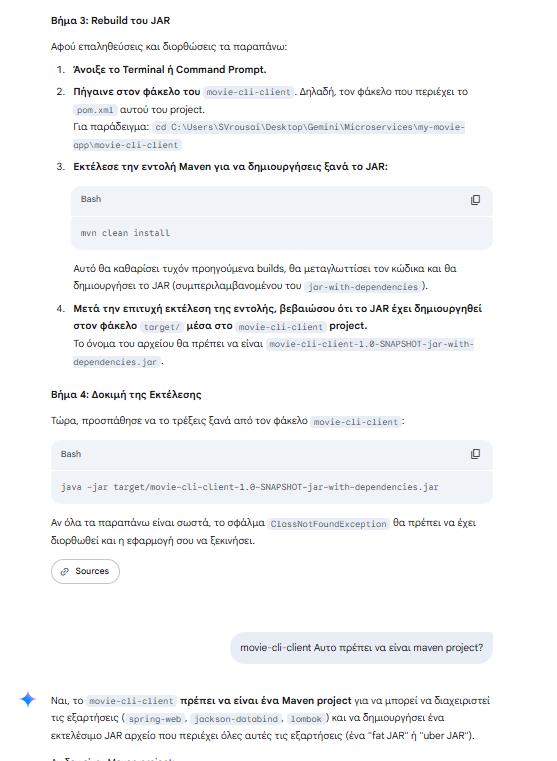 Βήμα 3: Rebuild του JAR
Αφού επαληθεύσεις και διορθώσεις τα παραπάνω:
1. Άνοιξε το Terminal ή Command Prompt.
2. Πήγαινε στον φάκελο του movie-cli-client . Δηλαδή, τον φάκελο που περιέχει το
pom.xml αυτού του project.
Για παράδειγμα: cd C:\Users\SVrousai\Desktop\Gemini\Microservices\my-movie-
app\movie-cli-client
3. Εκτέλεσε την εντολή Maven για να δημιουργήσεις ξανά το JAR:
Bash
mvn clean install
Αυτό θα καθαρίσει τυχόν προηγούμενα builds, θα μεταγλωττίσει τον κώδικα και θα
δημιουργήσει το JAR (συμπεριλαμβανομένου του jar-with-dependencies ).
4. Μετά την επιτυχή εκτέλεση της εντολής, βεβαιώσου ότι το JAR έχει δημιουργηθεί
στον φάκελο target/ μέσα στο movie-cli-client project.
Το όνομα του αρχείου θα πρέπει να είναι movie-cli-client-1.0-SNAPSHOT-jar-with-
dependencies.jar .
Βήμα 4: Δοκιμή της Εκτέλεσης
Τώρα, προσπάθησε να το τρέξεις ξανά από τον φάκελο movie-cli-client :
Bash
java -jar target/movie-cli-client-1.0-SNAPSHOT-jar-with-dependencies.jar
Αν όλα τα παραπάνω είναι σωστά, το σφάλμα ClassNotFoundException θα πρέπει να έχει
διορθωθεί και η εφαρμογή σου να ξεκινήσει.
Sources
movie-cli-client Αυτο πρέπει να είναι maven project?
Ναι, το movie-cli-client πρέπει να είναι ένα Maven project για να μπορεί να διαχειριστεί
τις εξαρτήσεις ( spring-web , jackson-databind , lombok ) και να δημιουργήσει ένα
εκτελέσιμο JAR αρχείο που περιέχει όλες αυτές τις εξαρτήσεις (ένα "fat JAR" ή "uber JAR").